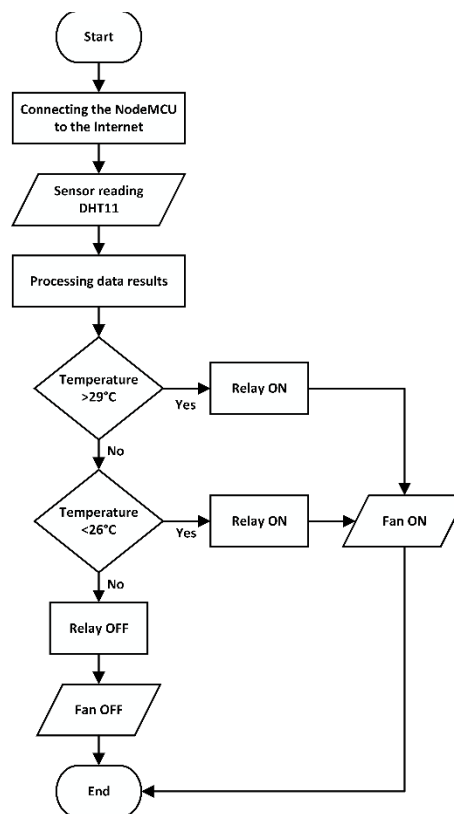 Start
Connecting the NodeMCU
to the Internet
Sensor reading
DHT11
Processing data results
Temperature
>29°C
Yes
Relay ON
No
Temperature
<26°C
Yes
Relay ON
Fan ON
No
Relay OFF
Fan OFF
End